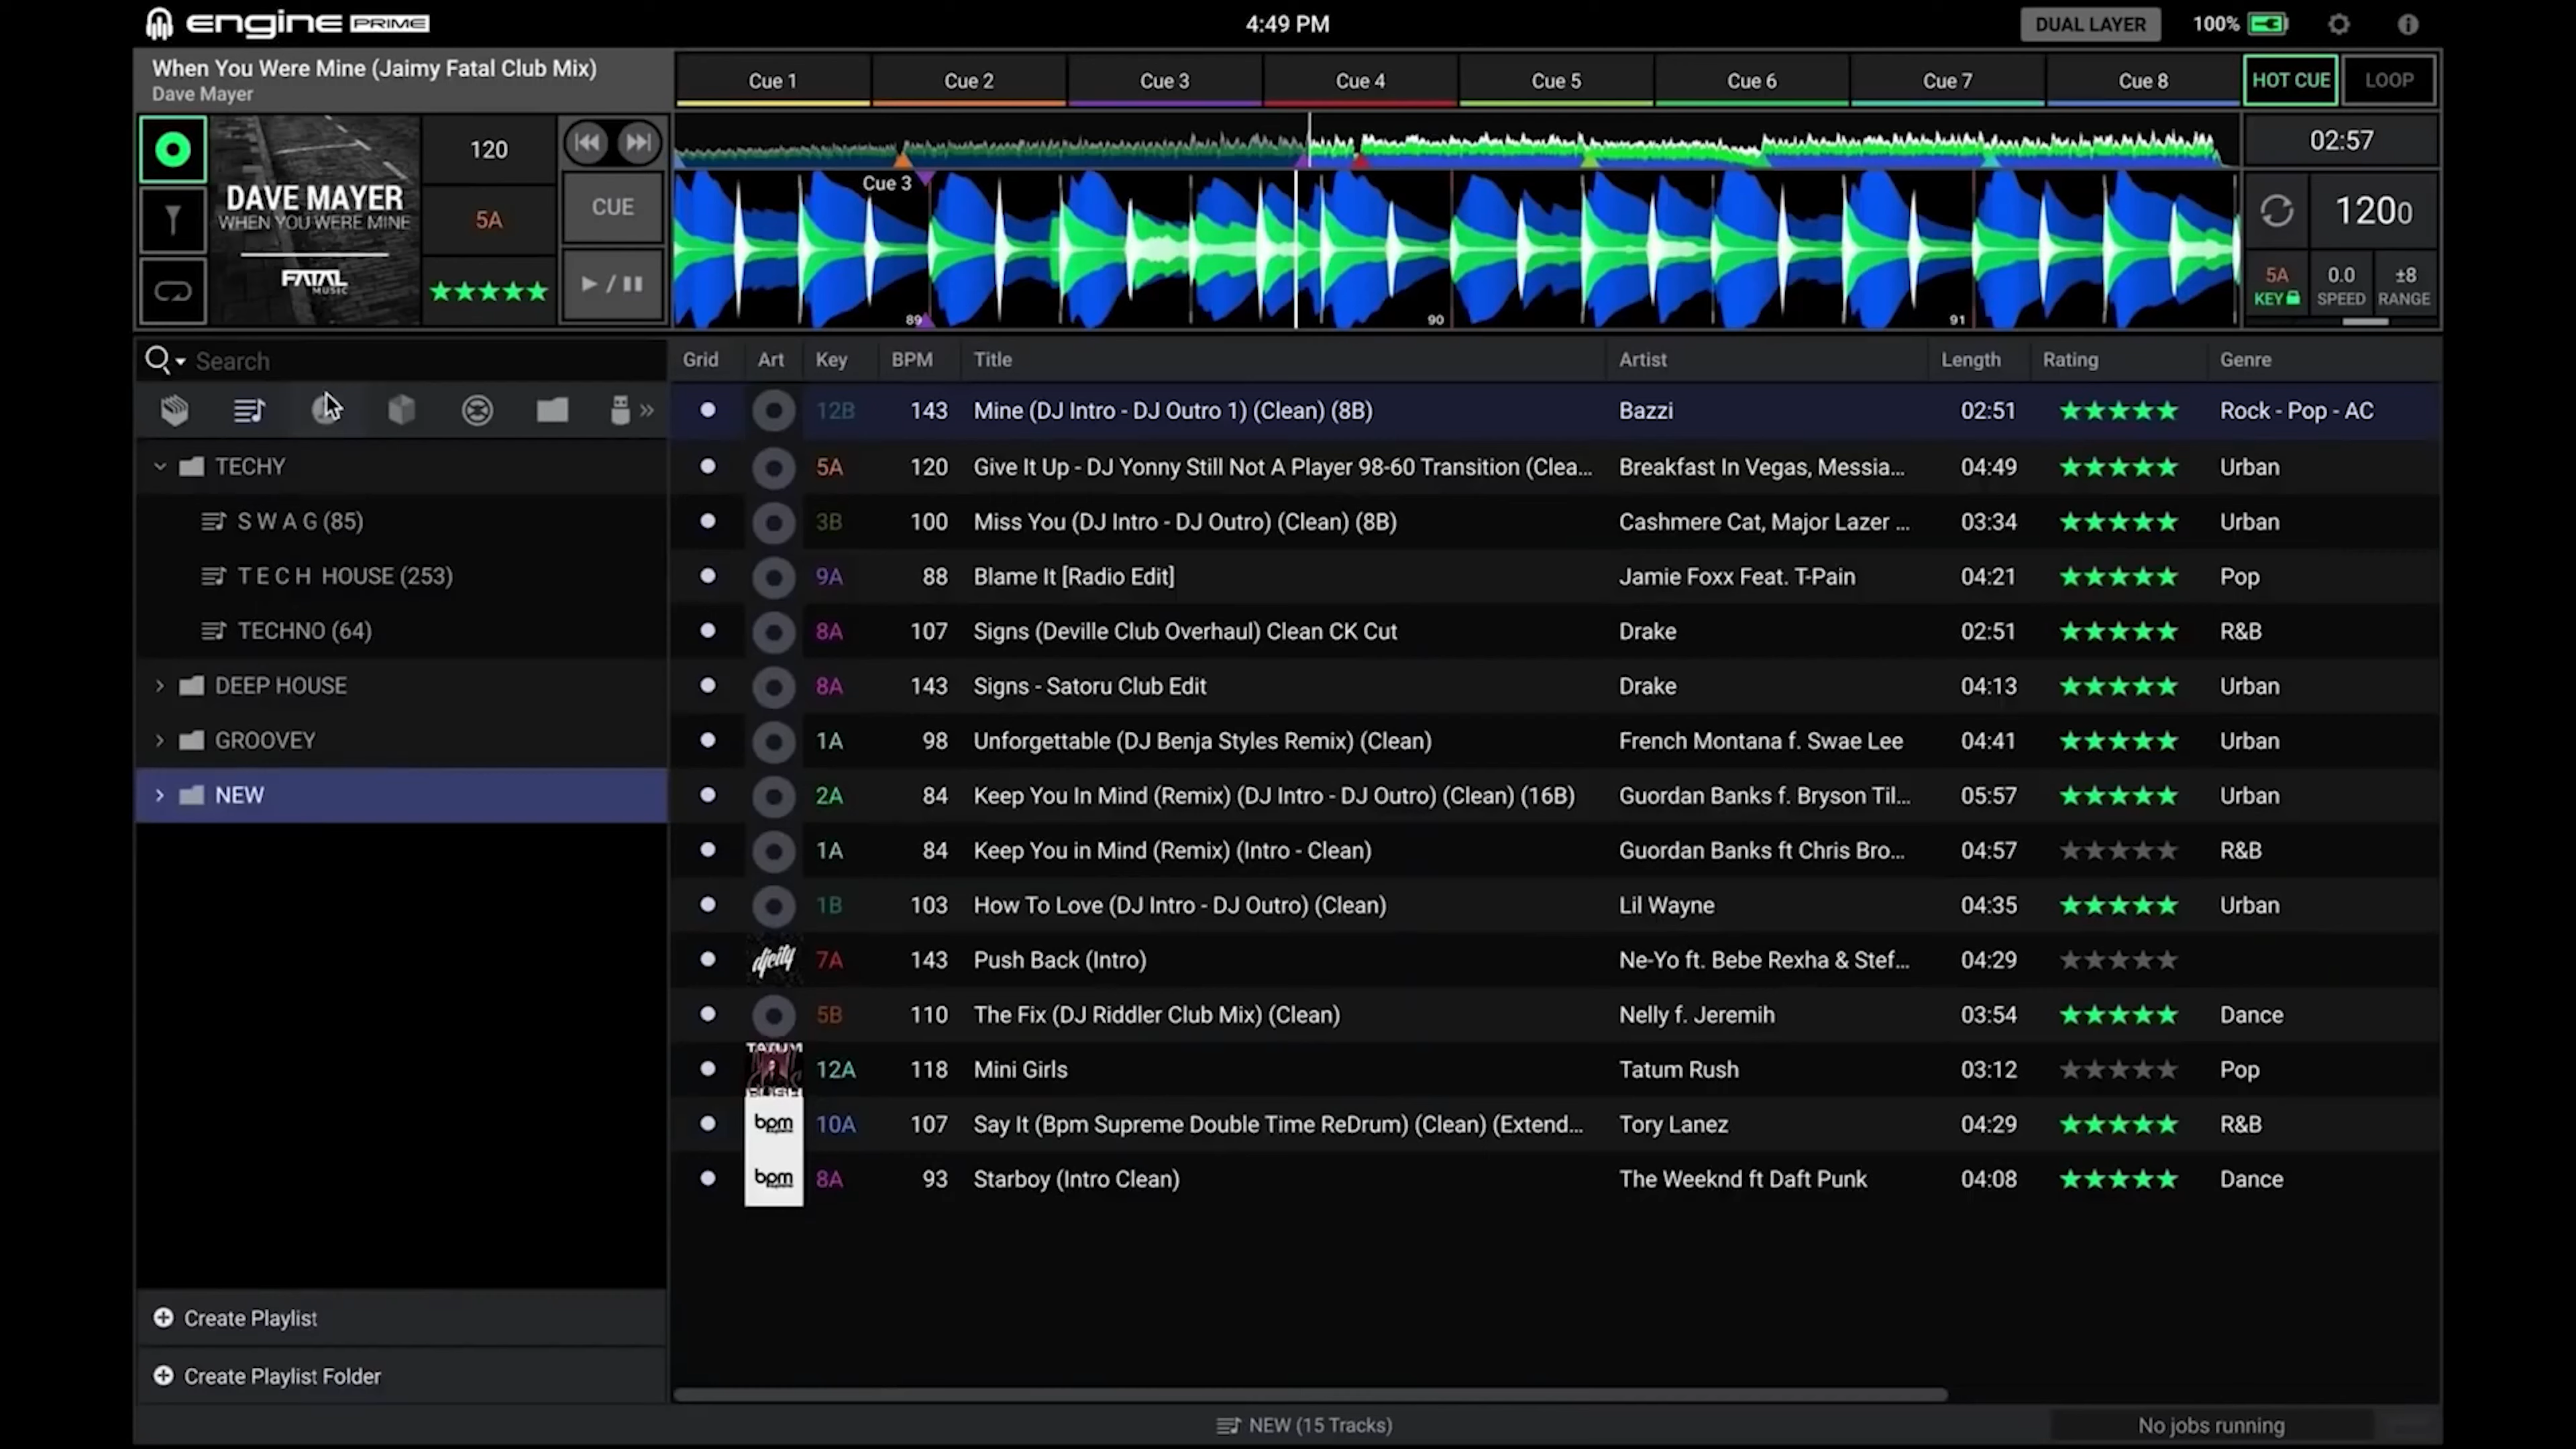 engine PRIME
4:49 PM
DUAL LAYER
100%
When You Were Mine (Jaimy Fatal Club Mix)
Dave Mayer
Cue 1
Cue 2
Cue 3
Cue 4
Cue 5
Cue 6
Cue 7
Cue 8
HOT CUE
LOOP
DAVE MAYER
WHEN YOU WERE MINE
FATAL
MUSIC
120
5A
CUE
Cue 3
89
90
91
02:57
1200
5A
KEY
0.0
SPEED
±8
RANGE
Search
TECHY
S W A G (85)
T E C H HOUSE (253)
TECHNO (64)
DEEP HOUSE
GROOVEY
NEW
Create Playlist
Create Playlist Folder
Grid Art Key BPM Title Artist Length Rating Genre
12B 143 Mine (DJ Intro - DJ Outro 1) (Clean) (8B) Bazzi 02:51 Rock - Pop - AC
5A 120 Give It Up - DJ Yonny Still Not A Player 98-60 Transition (Clea... Breakfast In Vegas, Messia... 04:49 Urban
3B 100 Miss You (DJ Intro - DJ Outro) (Clean) (8B) Cashmere Cat, Major Lazer ... 03:34 Urban
9A 88 Blame It [Radio Edit] Jamie Foxx Feat. T-Pain 04:21 Pop
8A 107 Signs (Deville Club Overhaul) Clean CK Cut Drake 02:51 R&B
8A 143 Signs - Satoru Club Edit Drake 04:13 Urban
1A 98 Unforgettable (DJ Benja Styles Remix) (Clean) French Montana f. Swae Lee 04:41 Urban
2A 84 Keep You In Mind (Remix) (DJ Intro - DJ Outro) (Clean) (16B) Guordan Banks f. Bryson Til... 05:57 Urban
1A 84 Keep You in Mind (Remix) (Intro - Clean) Guordan Banks ft Chris Bro... 04:57 R&B
1B 103 How To Love (DJ Intro - DJ Outro) (Clean) Lil Wayne 04:35 Urban
djcity 7A 143 Push Back (Intro) Ne-Yo ft. Bebe Rexha & Stef... 04:29
5B 110 The Fix (DJ Riddler Club Mix) (Clean) Nelly f. Jeremih 03:54 Dance
TATUM RUSH 12A 118 Mini Girls Tatum Rush 03:12 Pop
bpm supreme 10A 107 Say It (Bpm Supreme Double Time ReDrum) (Clean) (Extend... Tory Lanez 04:29 R&B
bpm supreme 8A 93 Starboy (Intro Clean) The Weeknd ft Daft Punk 04:08 Dance
NEW (15 Tracks)
No jobs running